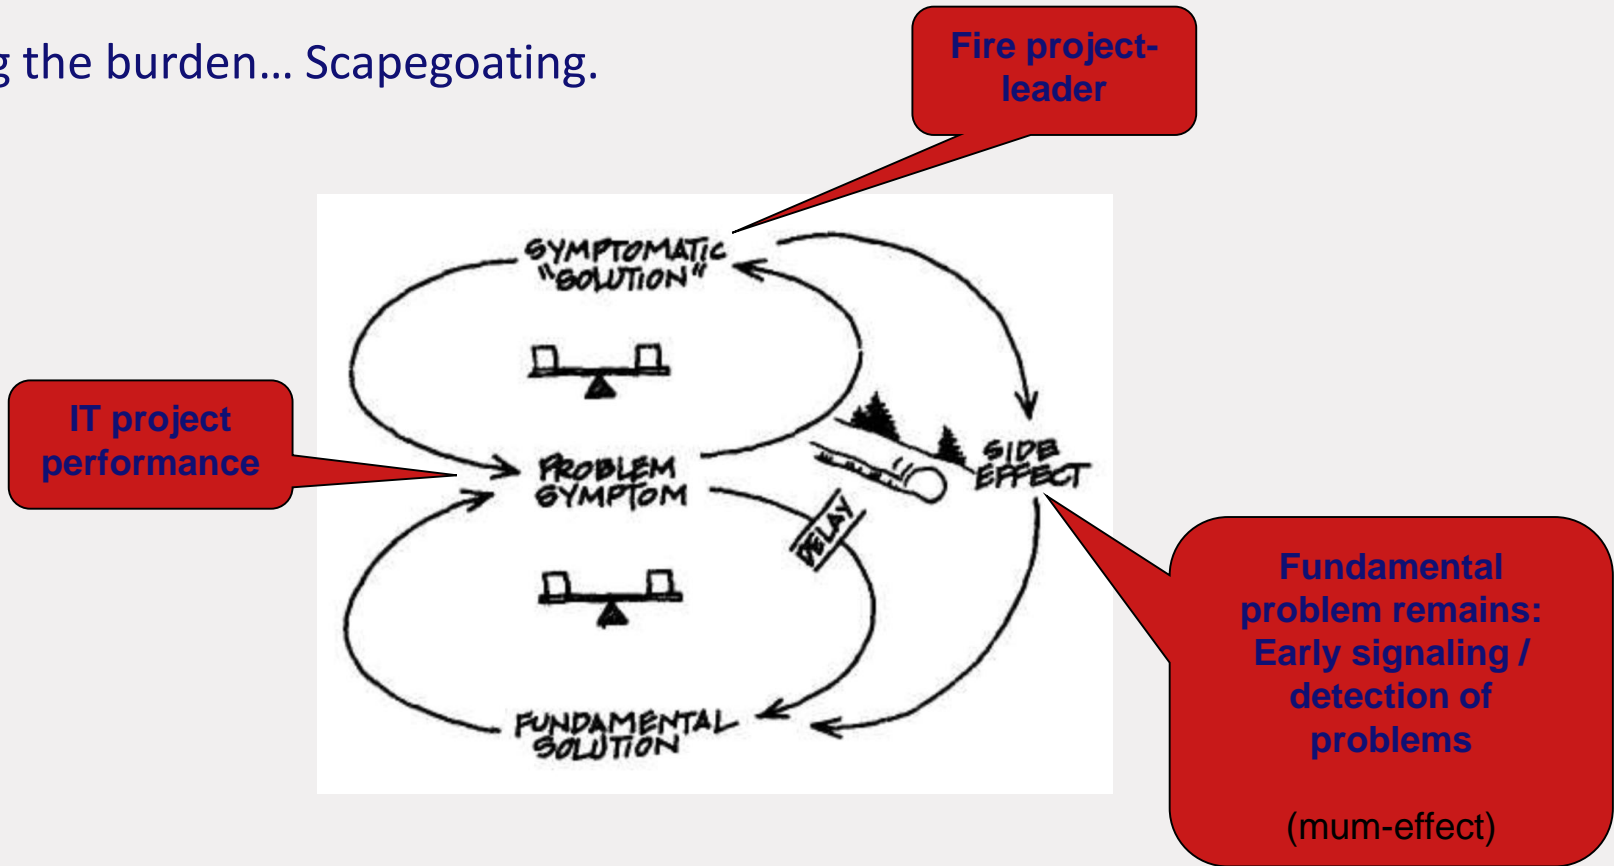 g the burden... Scapegoating.
Fire project-
leader
SYMPTOMATIC
"SOLUTION"
IT project
performance
PROBLEM
SYMPTOM
DELAY
SIDE
EFFECT
Fundamental
problem remains:
Early signaling /
detection of
problems
(mum-effect)
FUNDAMENTAL
SOLUTION